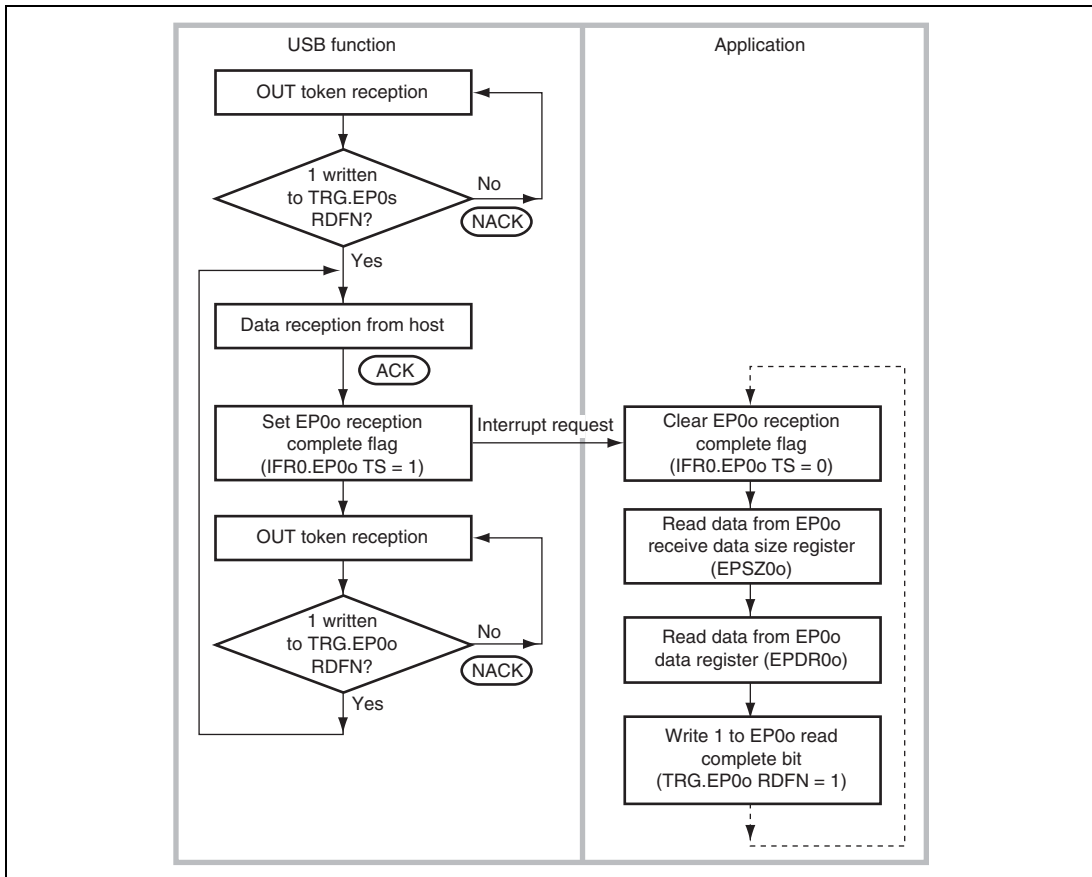 USB function
OUT token reception
1 written
to TRG.EP0s
RDFN?
No
NACK
Yes
Data reception from host
ACK
Set EP0o reception
complete flag
(IFR0.EP0o TS = 1)
Interrupt request
OUT token reception
1 written
to TRG.EP0o
RDFN?
No
NACK
Yes
Application
Clear EP0o reception
complete flag
(IFR0.EP0o TS = 0)
Read data from EP0o
receive data size register
(EPSZ0o)
Read data from EP0o
data register (EPDR0o)
Write 1 to EP0o read
complete bit
(TRG.EP0o RDFN = 1)